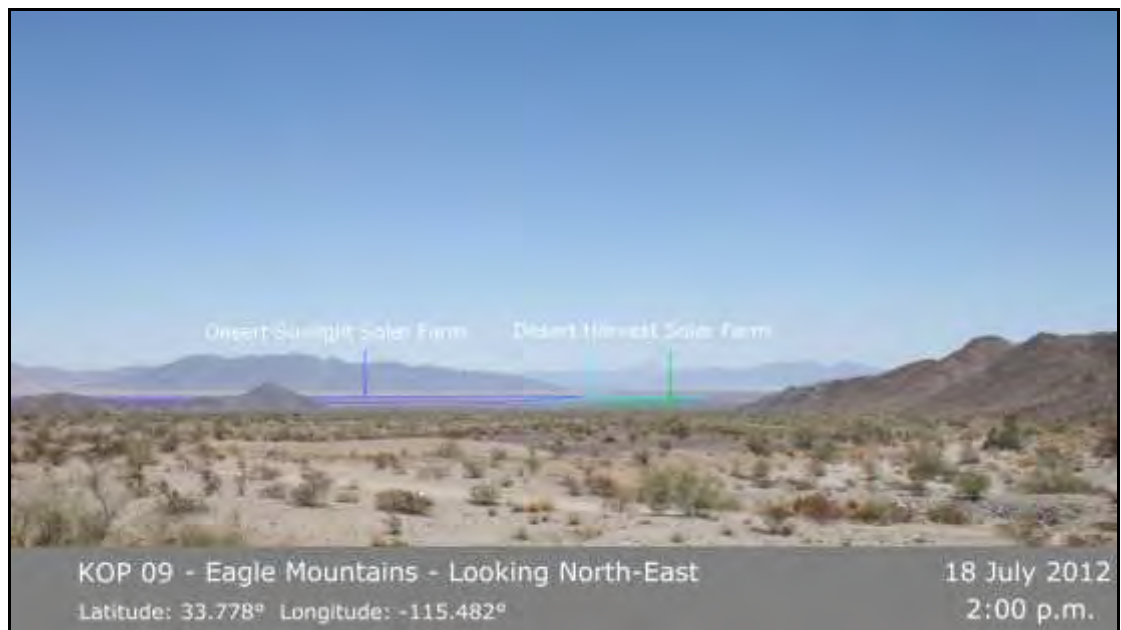 Desert Sunlight Solar Farm
Desert Harvest Solar Farm
KOP 09 - Eagle Mountains - Looking North-East
18 July 2012
Latitude: 33.778° Longitude: -115.482°
2:00 p.m.